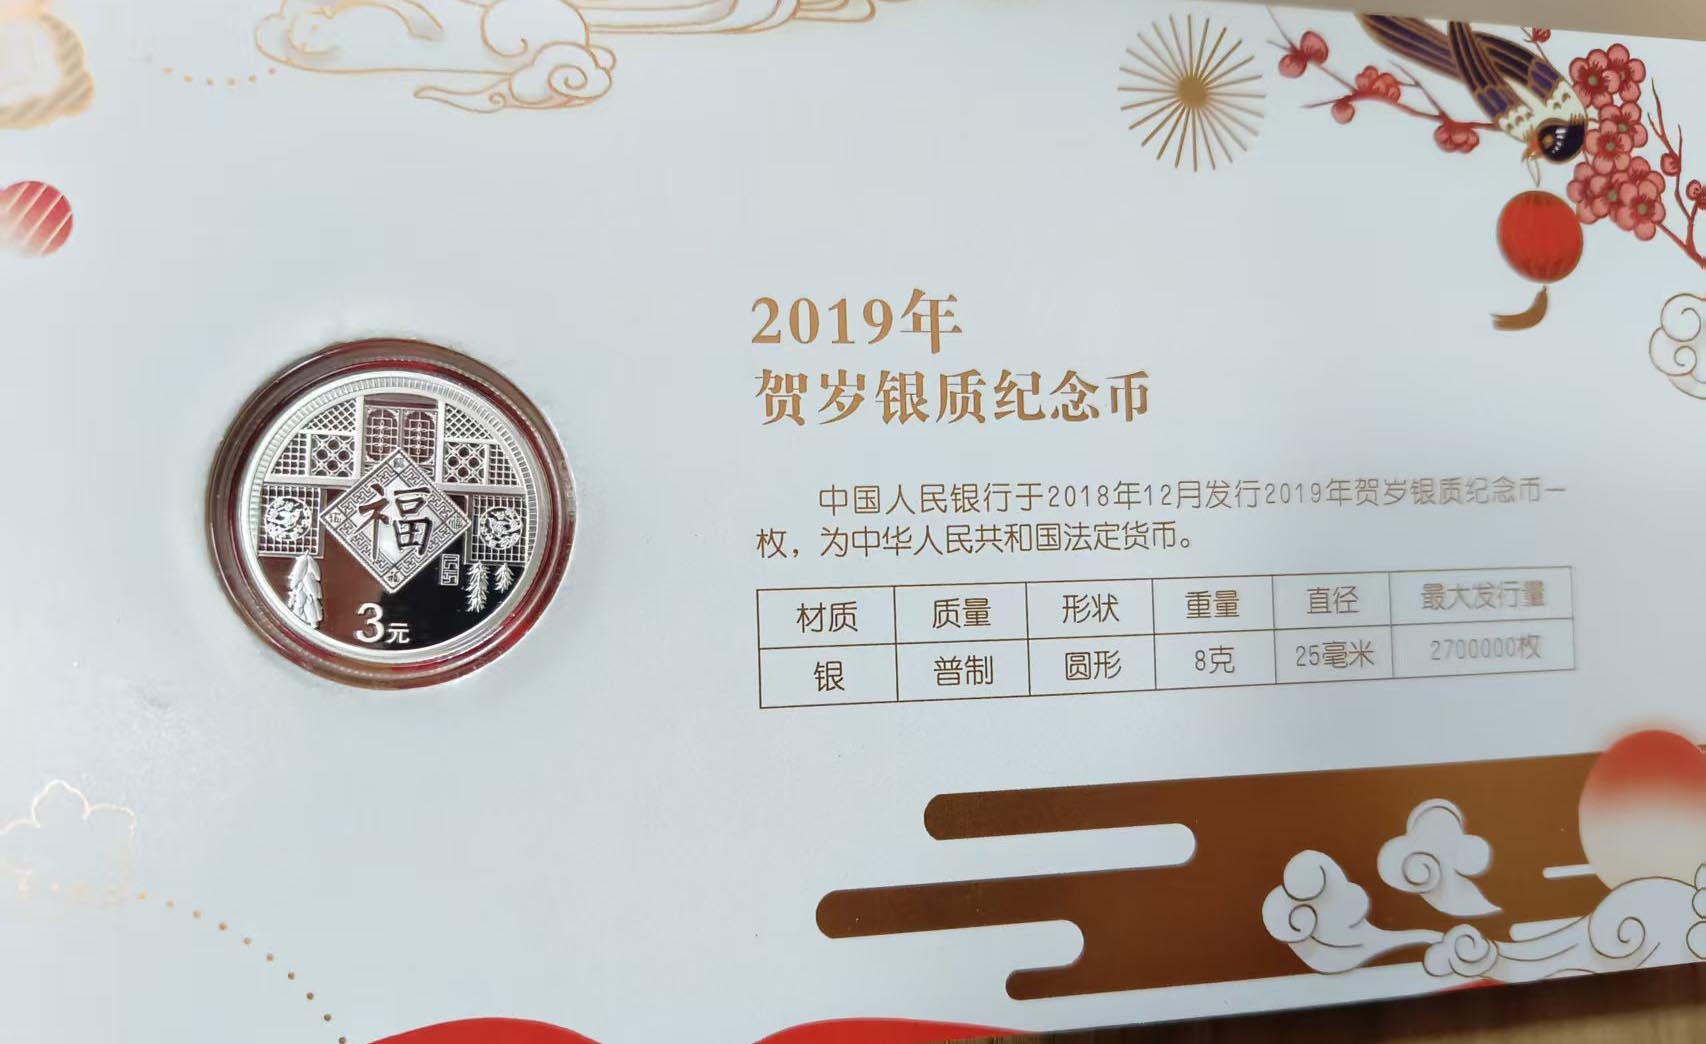 2019年
贺岁银质纪念币
中国人民银行于2018年12月发行2019年贺岁银质纪念币一
枚，为中华人民共和国法定货币。
材质 质量 形状 重量 直径 最大发行量
银 普制 圆形 8克 25毫米 2700000枚
福
3元